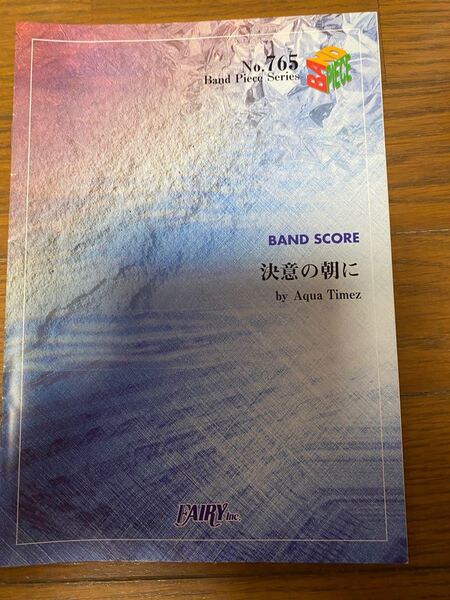 No.765
Band Piece Series
BAND
PIECE
BAND SCORE
決意の朝に
by Aqua Timez
FAIRY Inc.